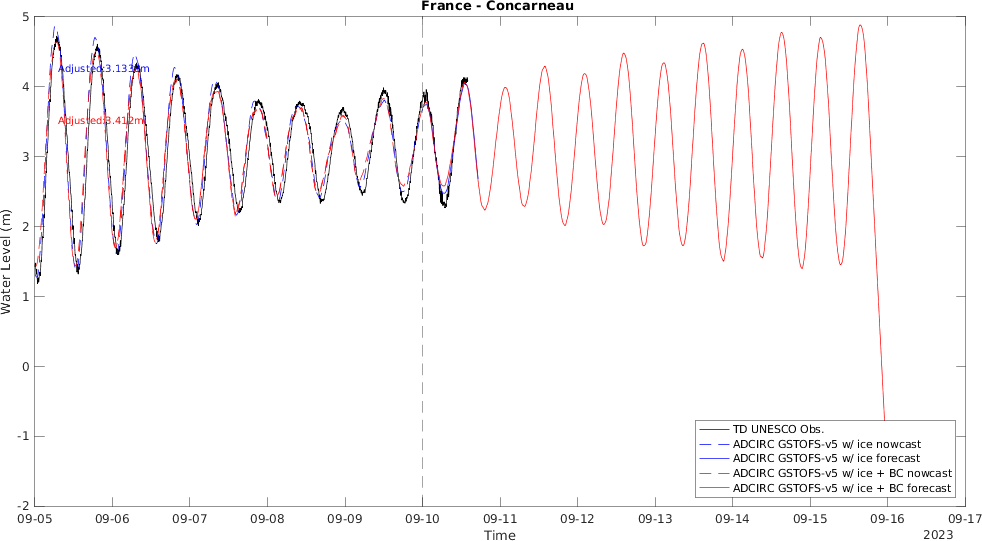 France - Concarneau
5
4
3
2
1
0
-1
-2
Water Level (m)
Adjusted:3.412m
TD UNESCO Obs.
ADCIRC GSTOFS-v5 w/ ice nowcast
ADCIRC GSTOFS-v5 w/ ice forecast
ADCIRC GSTOFS-v5 w/ ice + BC nowcast
ADCIRC GSTOFS-v5 w/ ice + BC forecast
09-05 09-06 09-07 09-08 09-09 09-10 09-11 09-12 09-13 09-14 09-15 09-16 09-17
Time
2023